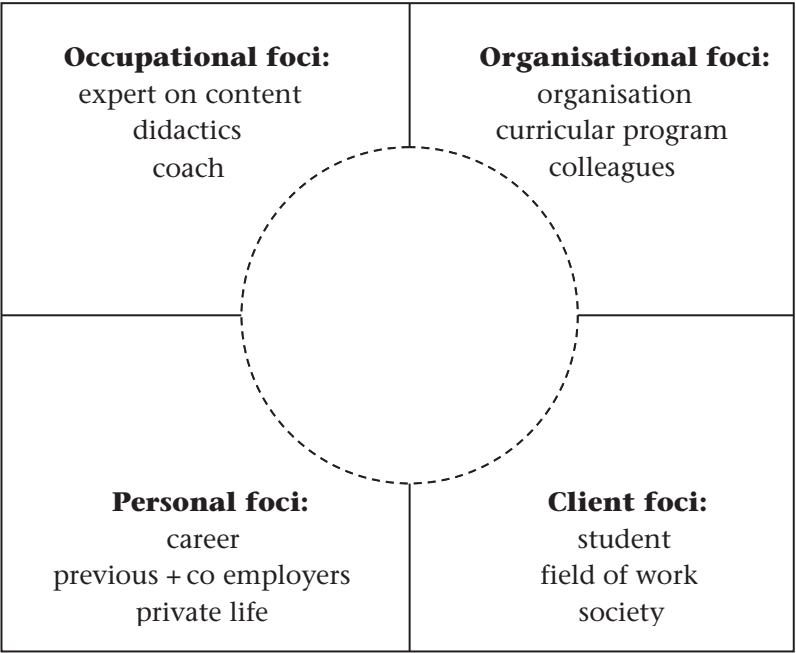 Occupational foci:
expert on content
didactics
coach
Organisational foci:
organisation
curricular program
colleagues
Personal foci:
career
previous + co employers
private life
Client foci:
student
field of work
society